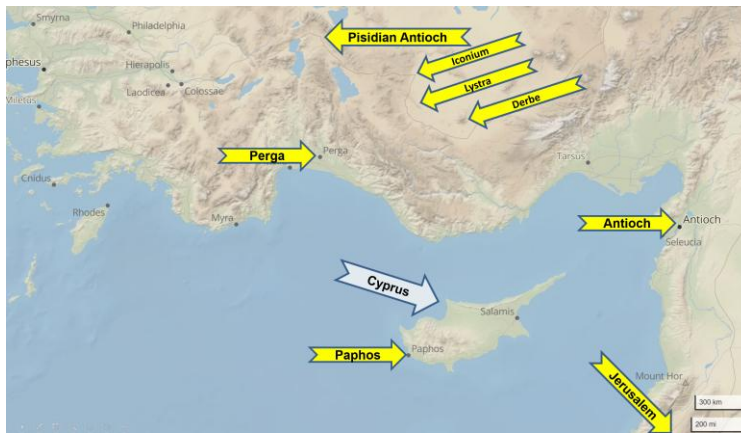 Smyrna
Philadelphia
Pisidian Antioch
Iconium
Hierapolis
phesus
Lystra
Laodicea
Colossae
Derbe
Miletus
Perga
Perga
Tarsus
Cnidus
Rhodes
Myra
Antioch
Antioch
Seleucia
Cyprus
Salamis
Paphos
Paphos
Mount Hor
Jerusalem
300 km
200 mi